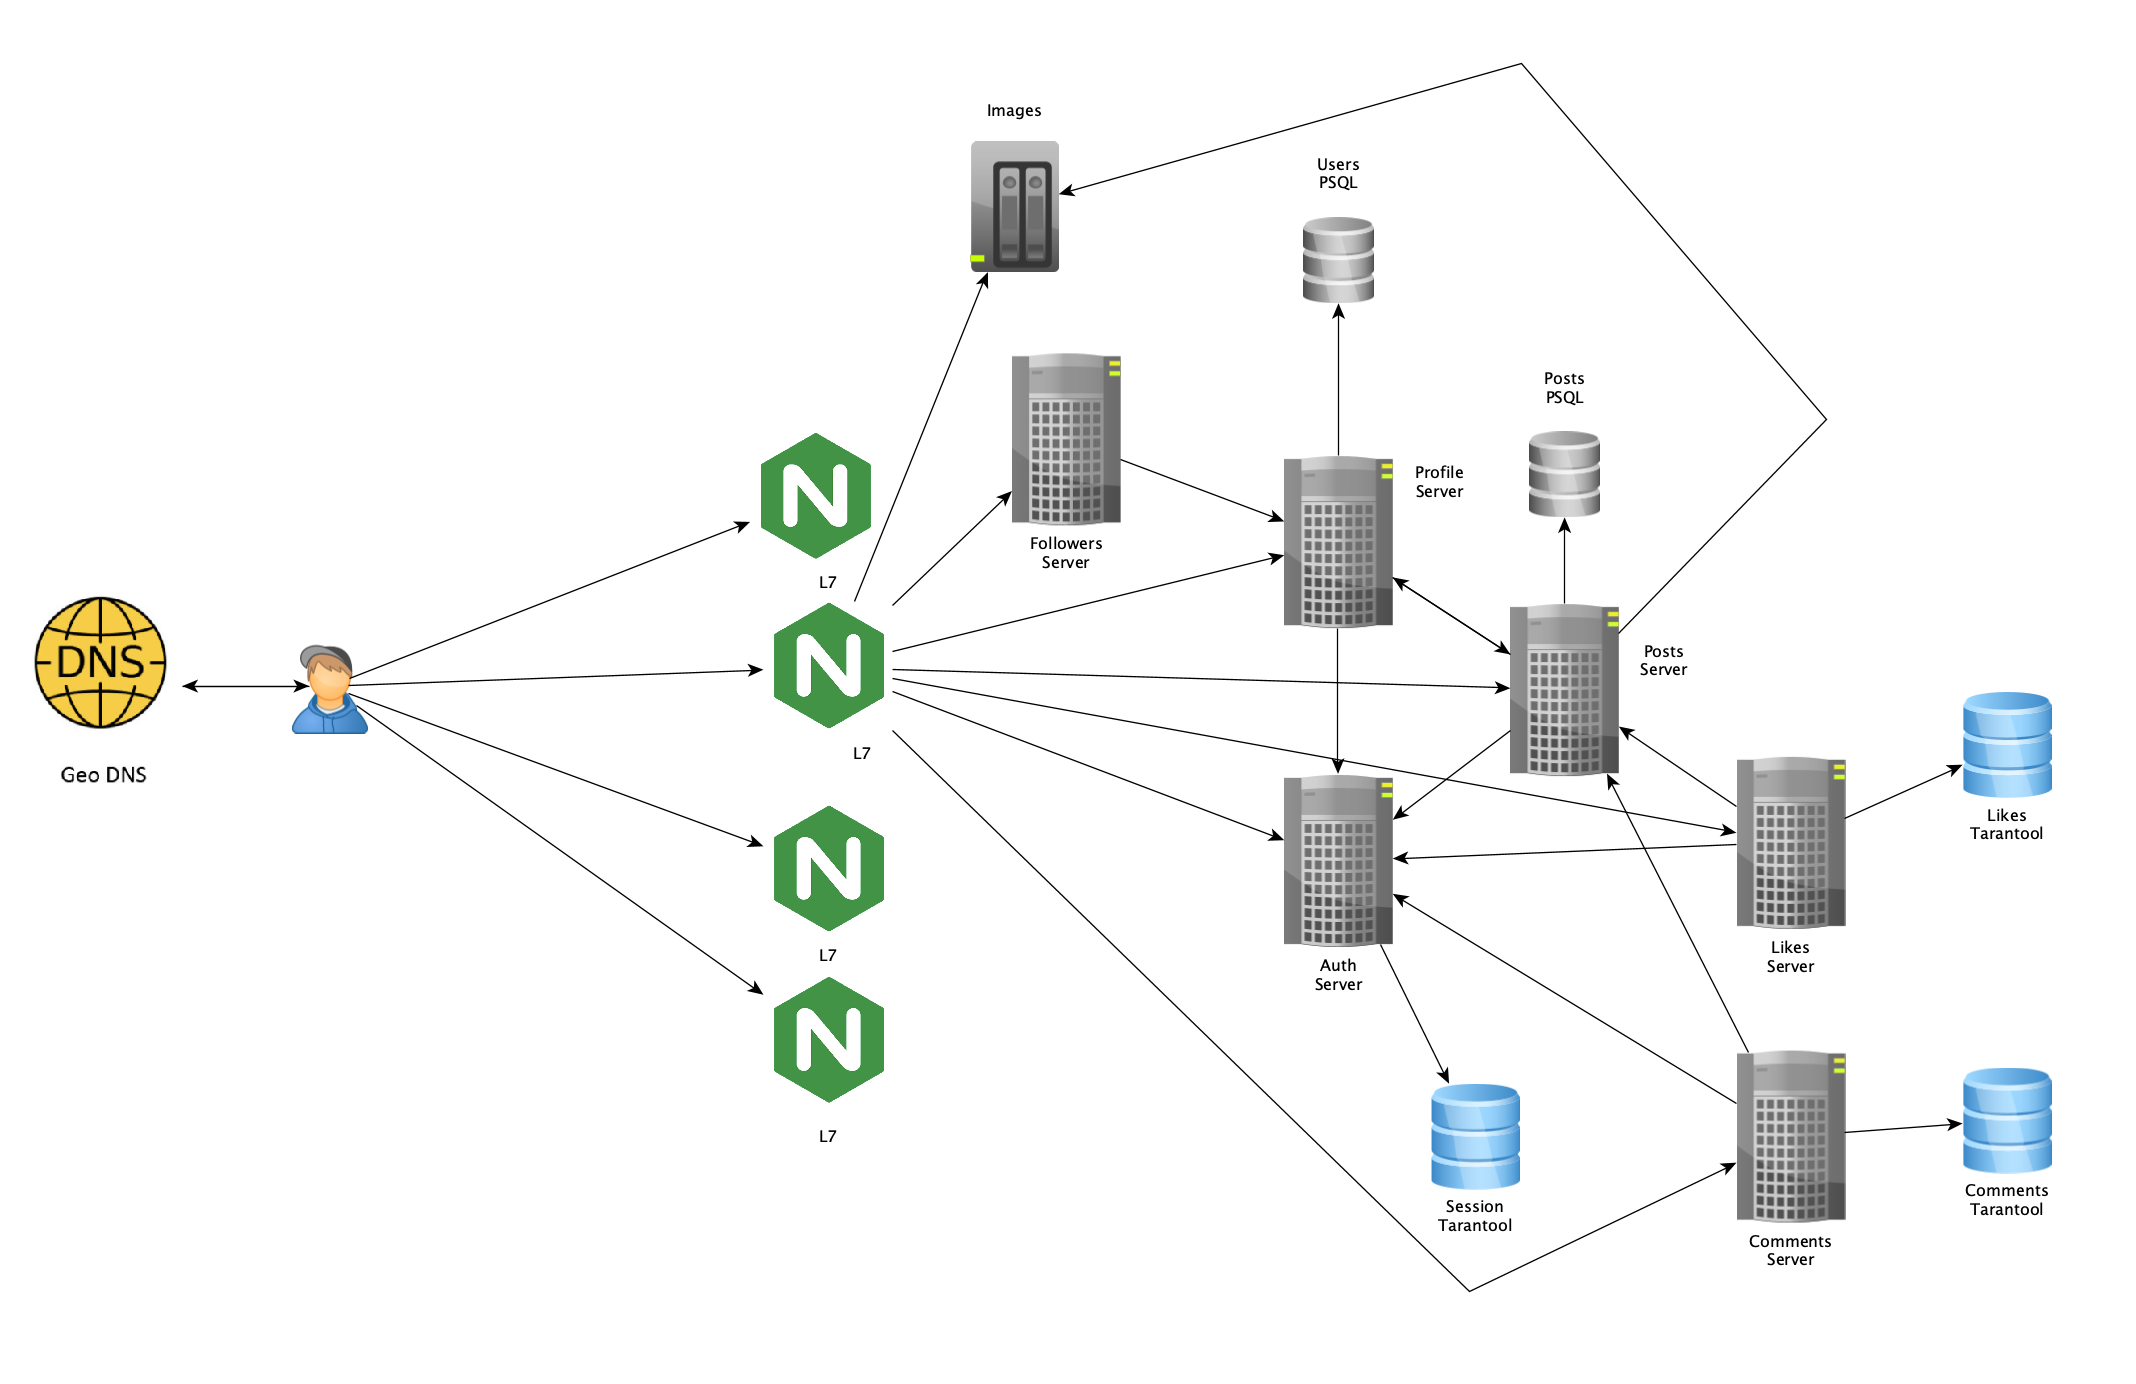 Images
Users
PSQL
Posts
PSQL
Profile
Server
Followers
Server
L7
DNS
Geo DNS
L7
Posts
Server
Likes
Tarantool
Likes
Server
L7
Auth
Server
L7
Session
Tarantool
Comments
Tarantool
Comments
Server